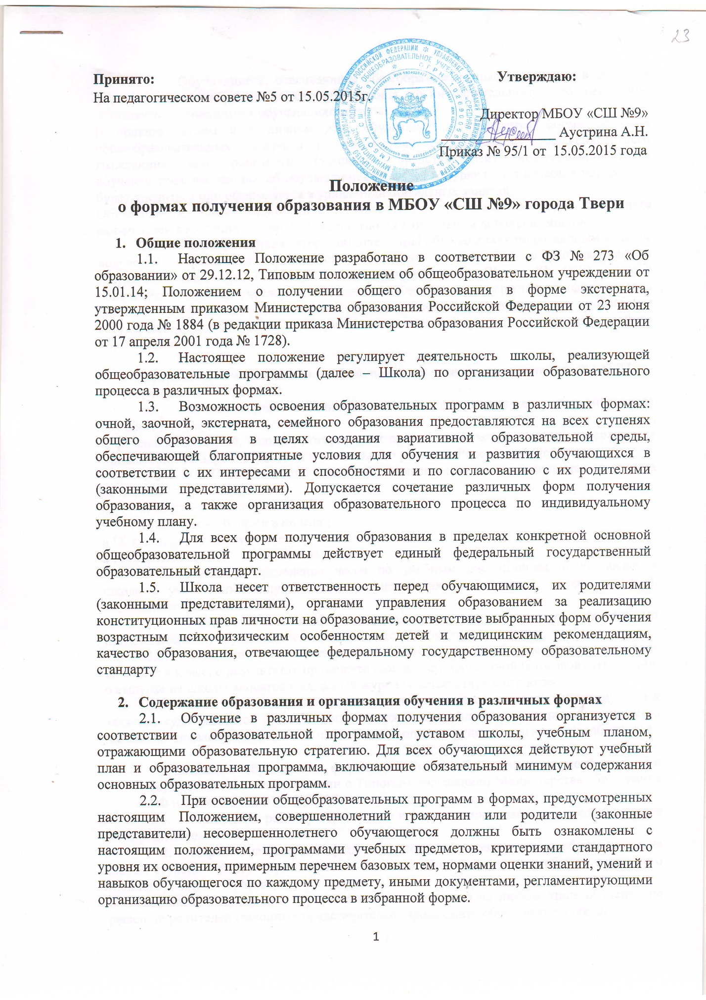 23
Принято:
Утверждаю:
На педагогическом совете №5 от 15.05.2015г.
Директор МБОУ «СШ №9»
Аустрина А.Н.
Приказ № 95/1 от 15.05.2015 года
Положение
о формах получения образования в МБОУ «СШ №9» города Твери
1. Общие положения
1.1. Настоящее Положение разработано в соответствии с ФЗ № 273 «Об
образовании» от 29.12.12, Типовым положением об общеобразовательном учреждении от
15.01.14; Положением о получении общего образования в форме экстерната,
утвержденным приказом Министерства образования Российской Федерации от 23 июня
2000 года № 1884 (в редакции приказа Министерства образования Российской Федерации
от 17 апреля 2001 года № 1728).
1.2. Настоящее положение регулирует деятельность школы, реализующей
общеобразовательные программы (далее – Школа) по организации образовательного
процесса в различных формах.
1.3. Возможность освоения образовательных программ в различных формах:
очной, заочной, экстерната, семейного образования предоставляются на всех ступенях
общего образования в целях создания вариативной образовательной среды,
обеспечивающей благоприятные условия для обучения и развития обучающихся в
соответствии с их интересами и способностями и по согласованию с их родителями
(законными представителями). Допускается сочетание различных форм получения
образования, а также организация образовательного процесса по индивидуальному
учебному плану.
1.4. Для всех форм получения образования в пределах конкретной основной
общеобразовательной программы действует единый федеральный государственный
образовательный стандарт.
1.5. Школа несет ответственность перед обучающимися, их родителями
(законными представителями), органами управления образованием за реализацию
конституционных прав личности на образование, соответствие выбранных форм обучения
возрастным психофизическим особенностям детей и медицинским рекомендациям,
качество образования, отвечающее федеральному государственному образовательному
стандарту
2. Содержание образования и организация обучения в различных формах
2.1. Обучение в различных формах получения образования организуется в
соответствии с образовательной программой, уставом школы, учебным планом,
отражающими образовательную стратегию. Для всех обучающихся действуют учебный
план и образовательная программа, включающие обязательный минимум содержания
основных образовательных программ.
2.2. При освоении общеобразовательных программ в формах, предусмотренных
настоящим Положением, совершеннолетний гражданин или родители (законные
представители) несовершеннолетнего обучающегося должны быть ознакомлены с
настоящим положением, программами учебных предметов, критериями стандартного
уровня их освоения, примерным перечнем базовых тем, нормами оценки знаний, умений и
навыков обучающегося по каждому предмету, иными документами, регламентирующими
организацию образовательного процесса в избранной форме.
1